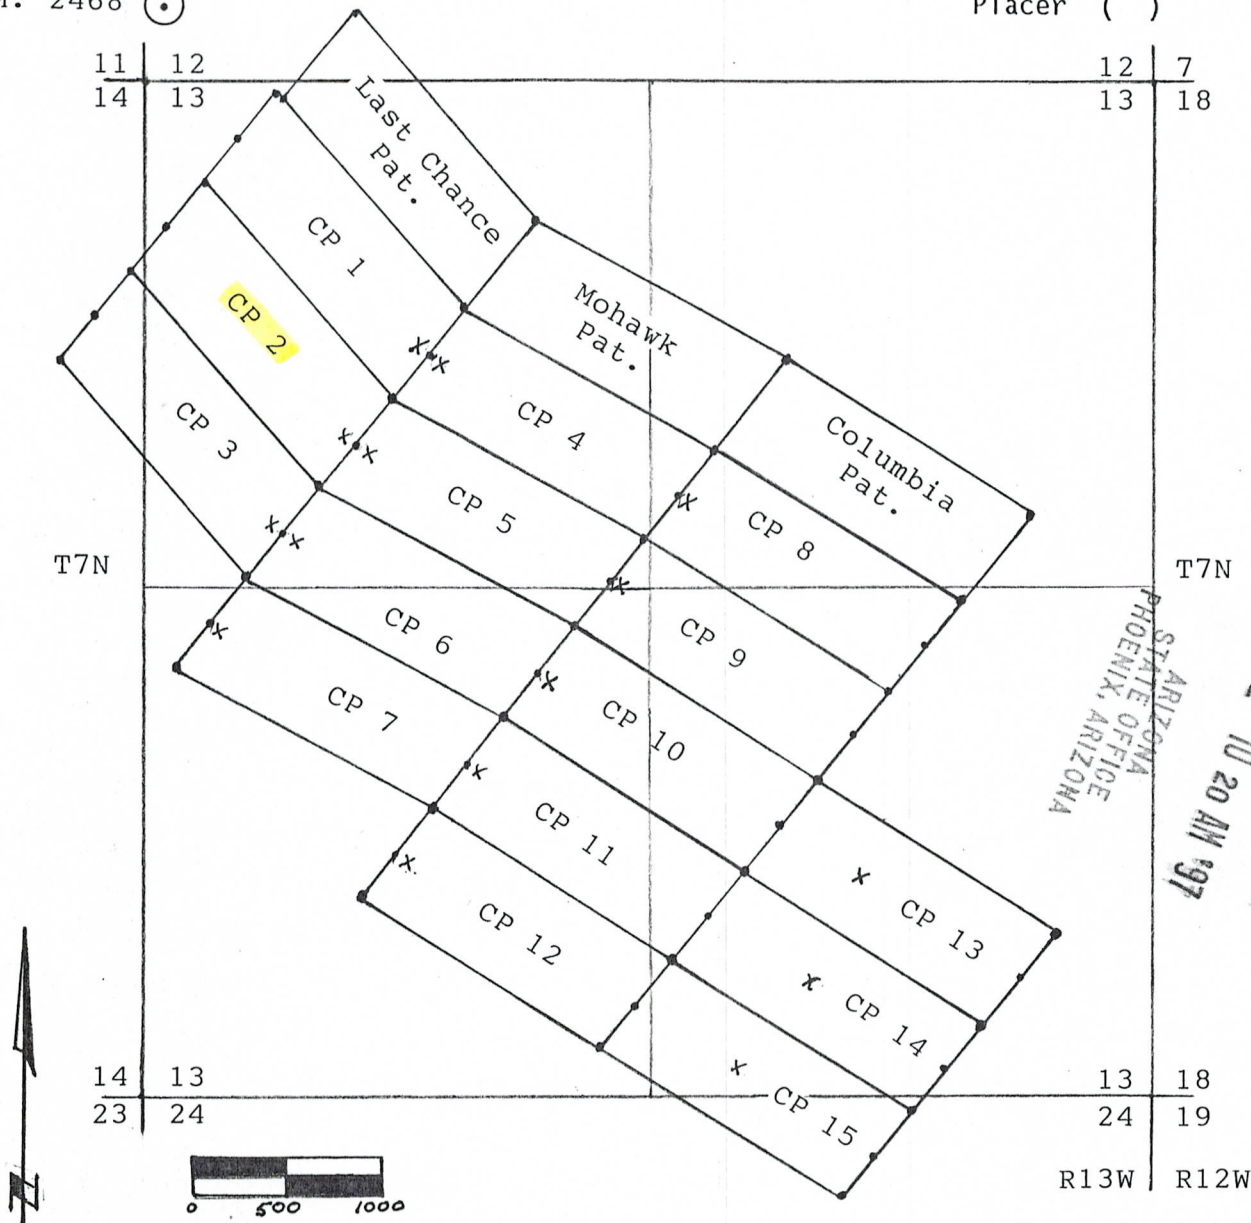 2468
Placer ( )
11 12
12 7
14 13
13 18
Last Chance
Pat.
CP 1
Mohawk
Pat.
CP 2
CP 3
CP 4
Columbia
Pat.
CP 5
CP 8
T7N
T7N
CP 6
CP 9
CP 7
CP 10
ARIZONA
STATE OFFICE
PHOENIX, ARIZONA
10 20 AM '97
CP 11
CP 12
CP 13
CP 14
14 13
13 18
23 24
24 19
CP 15
R13W R12W
0 500 1000
N
x x
x x
x x
x
x
x
x
x
x
x
x
x
x